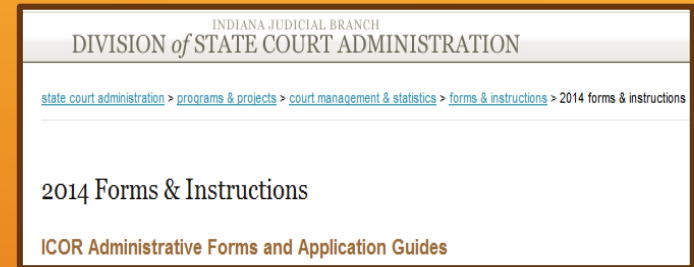 INDIANA JUDICIAL BRANCH
DIVISION of STATE COURT ADMINISTRATION
state court administration > programs & projects > court management & statistics > forms & instructions > 2014 forms & instructions
2014 Forms & Instructions
ICOR Administrative Forms and Application Guides